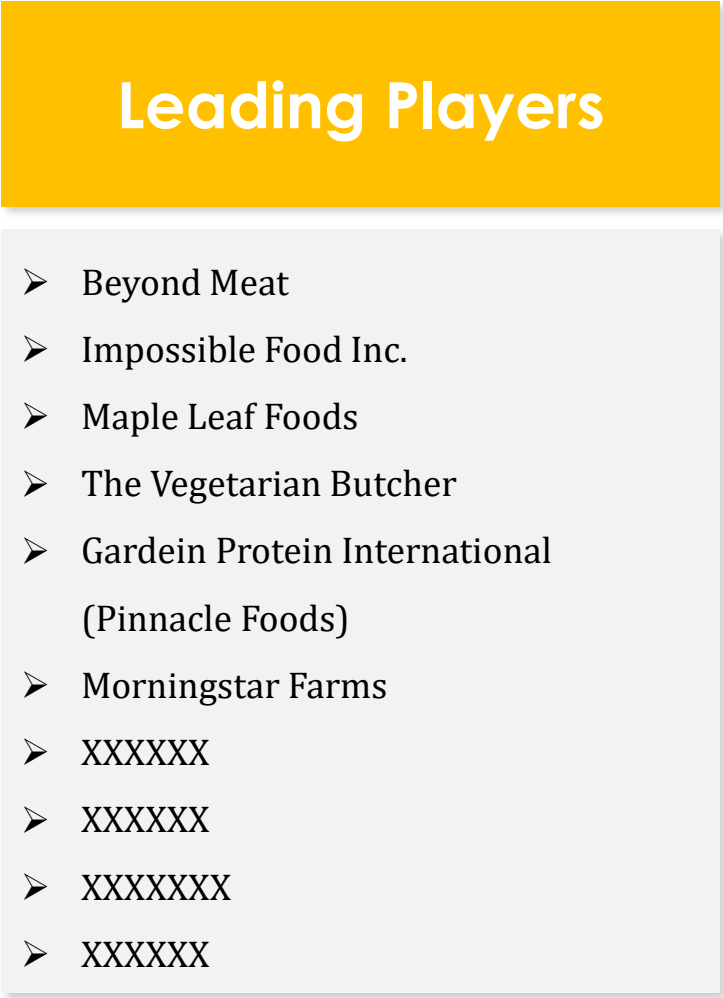 Leading Players
➢ Beyond Meat
➢ Impossible Food Inc.
➢ Maple Leaf Foods
➢ The Vegetarian Butcher
➢ Gardein Protein International
(Pinnacle Foods)
➢ Morningstar Farms
➢ XXXXXX
➢ XXXXXX
➢ XXXXXXX
➢ XXXXXX